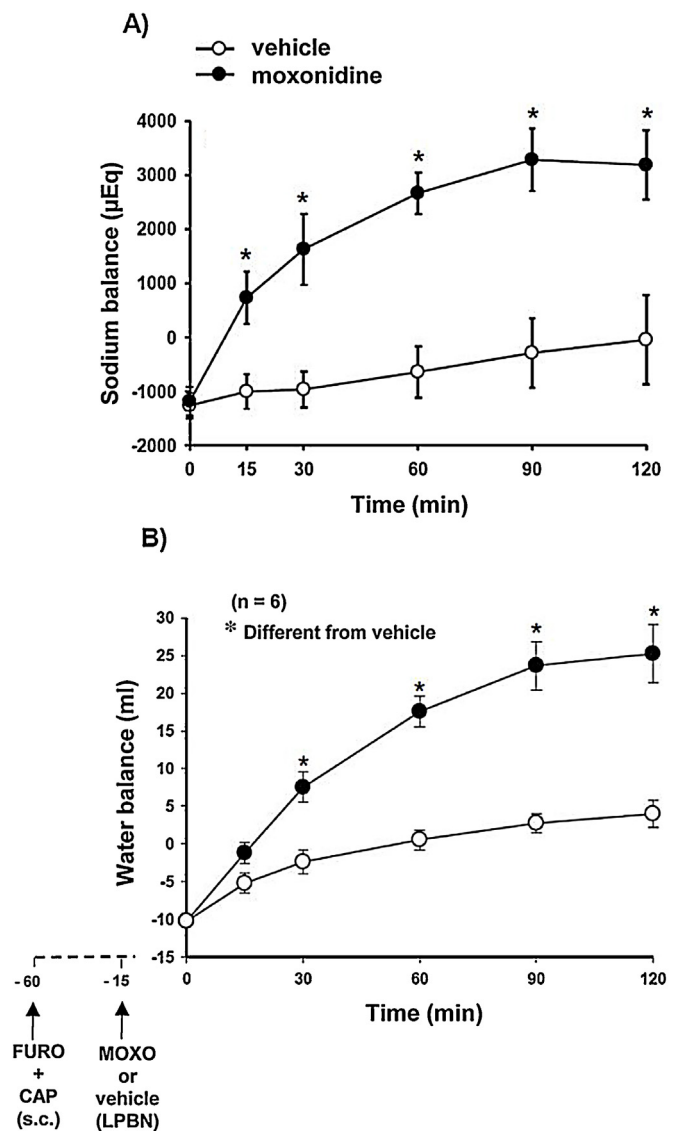 A)
vehicle
moxonidine
Sodium balance (µEq)
4000
3000
2000
1000
0
-1000
-2000
* * * * *
0 15 30 60 90 120
Time (min)
B)
(n = 6)
* Different from vehicle
Water balance (ml)
30
25
20
15
10
5
0
-5
-10
-15
* * * *
0 30 60 90 120
Time (min)
-60 -15
FURO
+
CAP
(s.c.)
MOXO
or
vehicle
(LPBN)